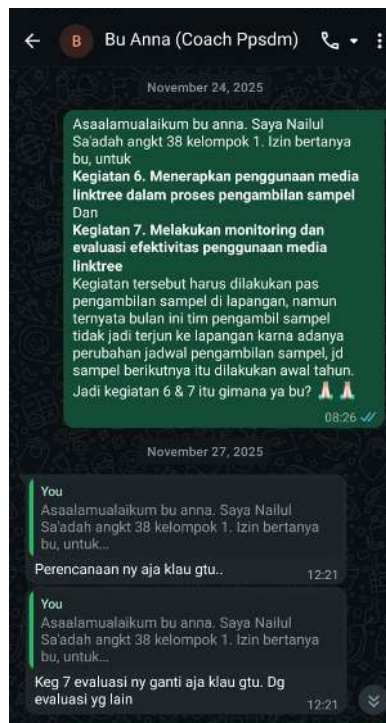 Bu Anna (Coach Ppsdm)
November 24, 2025
Asaalamualaikum bu anna. Saya Nailul
Sa'adah angkt 38 kelompok 1. Izin bertanya
bu, untuk
Kegiatan 6. Menerapkan penggunaan media
linktree dalam proses pengambilan sampel
Dan
Kegiatan 7. Melakukan monitoring dan
evaluasi efektivitas penggunaan media
linktree
Kegiatan tersebut harus dilakukan pas
pengambilan sampel di lapangan, namun
ternyata bulan ini tim pengambil sampel
tidak jadi terjun ke lapangan karna adanya
perubahan jadwal pengambilan sampel, jd
sampel berikutnya itu dilakukan awal tahun.
Jadi kegiatan 6 & 7 itu gimana ya bu? 🙏🏻 🙏🏻
08:26
November 27, 2025
You
Asaalamualaikum bu anna. Saya Nailul
Sa'adah angkt 38 kelompok 1. Izin bertanya
bu, untuk...
Perencanaan ny aja klau gtu..
12:21
You
Asaalamualaikum bu anna. Saya Nailul
Sa'adah angkt 38 kelompok 1. Izin bertanya
bu, untuk...
Keg 7 evaluasi ny ganti aja klau gtu. Dg
evaluasi yg lain
12:21